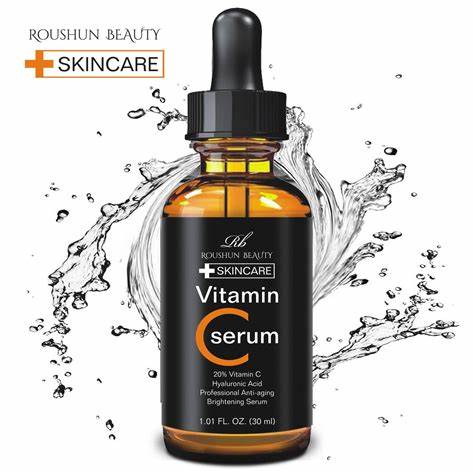 ROUSHUN BEAUTY
SKINCARE
Rb
ROUSHUN BEAUTY
SKINCARE
Vitamin
C serum
20% Vitamin C
Hyaluronic Acid
Professional Anti-aging
Brightening Serum
1.01 FL. OZ. (30 ml)